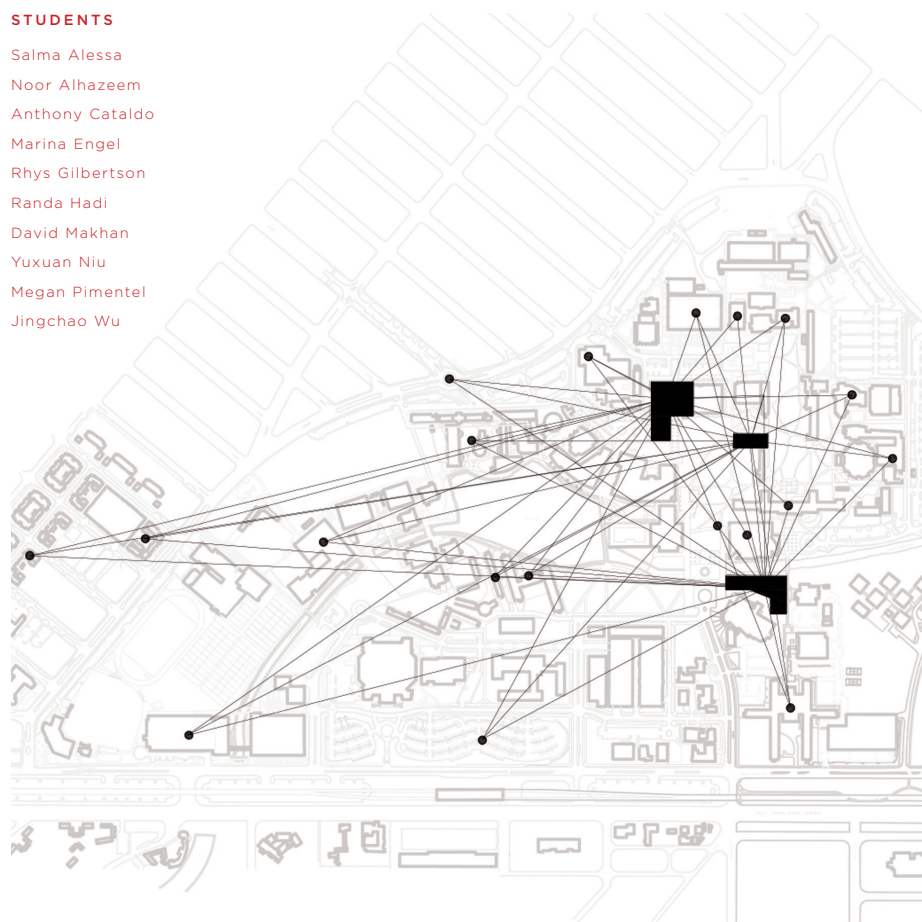 STUDENTS
Salma Alessa
Noor Alhazeem
Anthony Cataldo
Marina Engel
Rhys Gilbertson
Randa Hadi
David Makhan
Yuxuan Niu
Megan Pimentel
Jingchao Wu